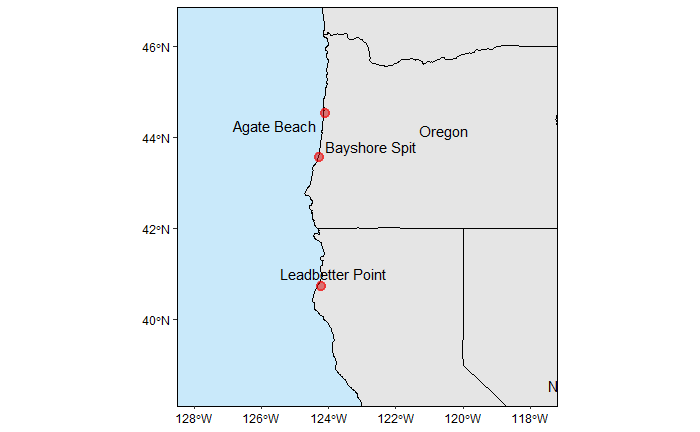 46°N
Agate Beach
Oregon
44°N
Bayshore Spit
42°N
Leadbetter Point
40°N
N
128°W
126°W
124°W
122°W
120°W
118°W